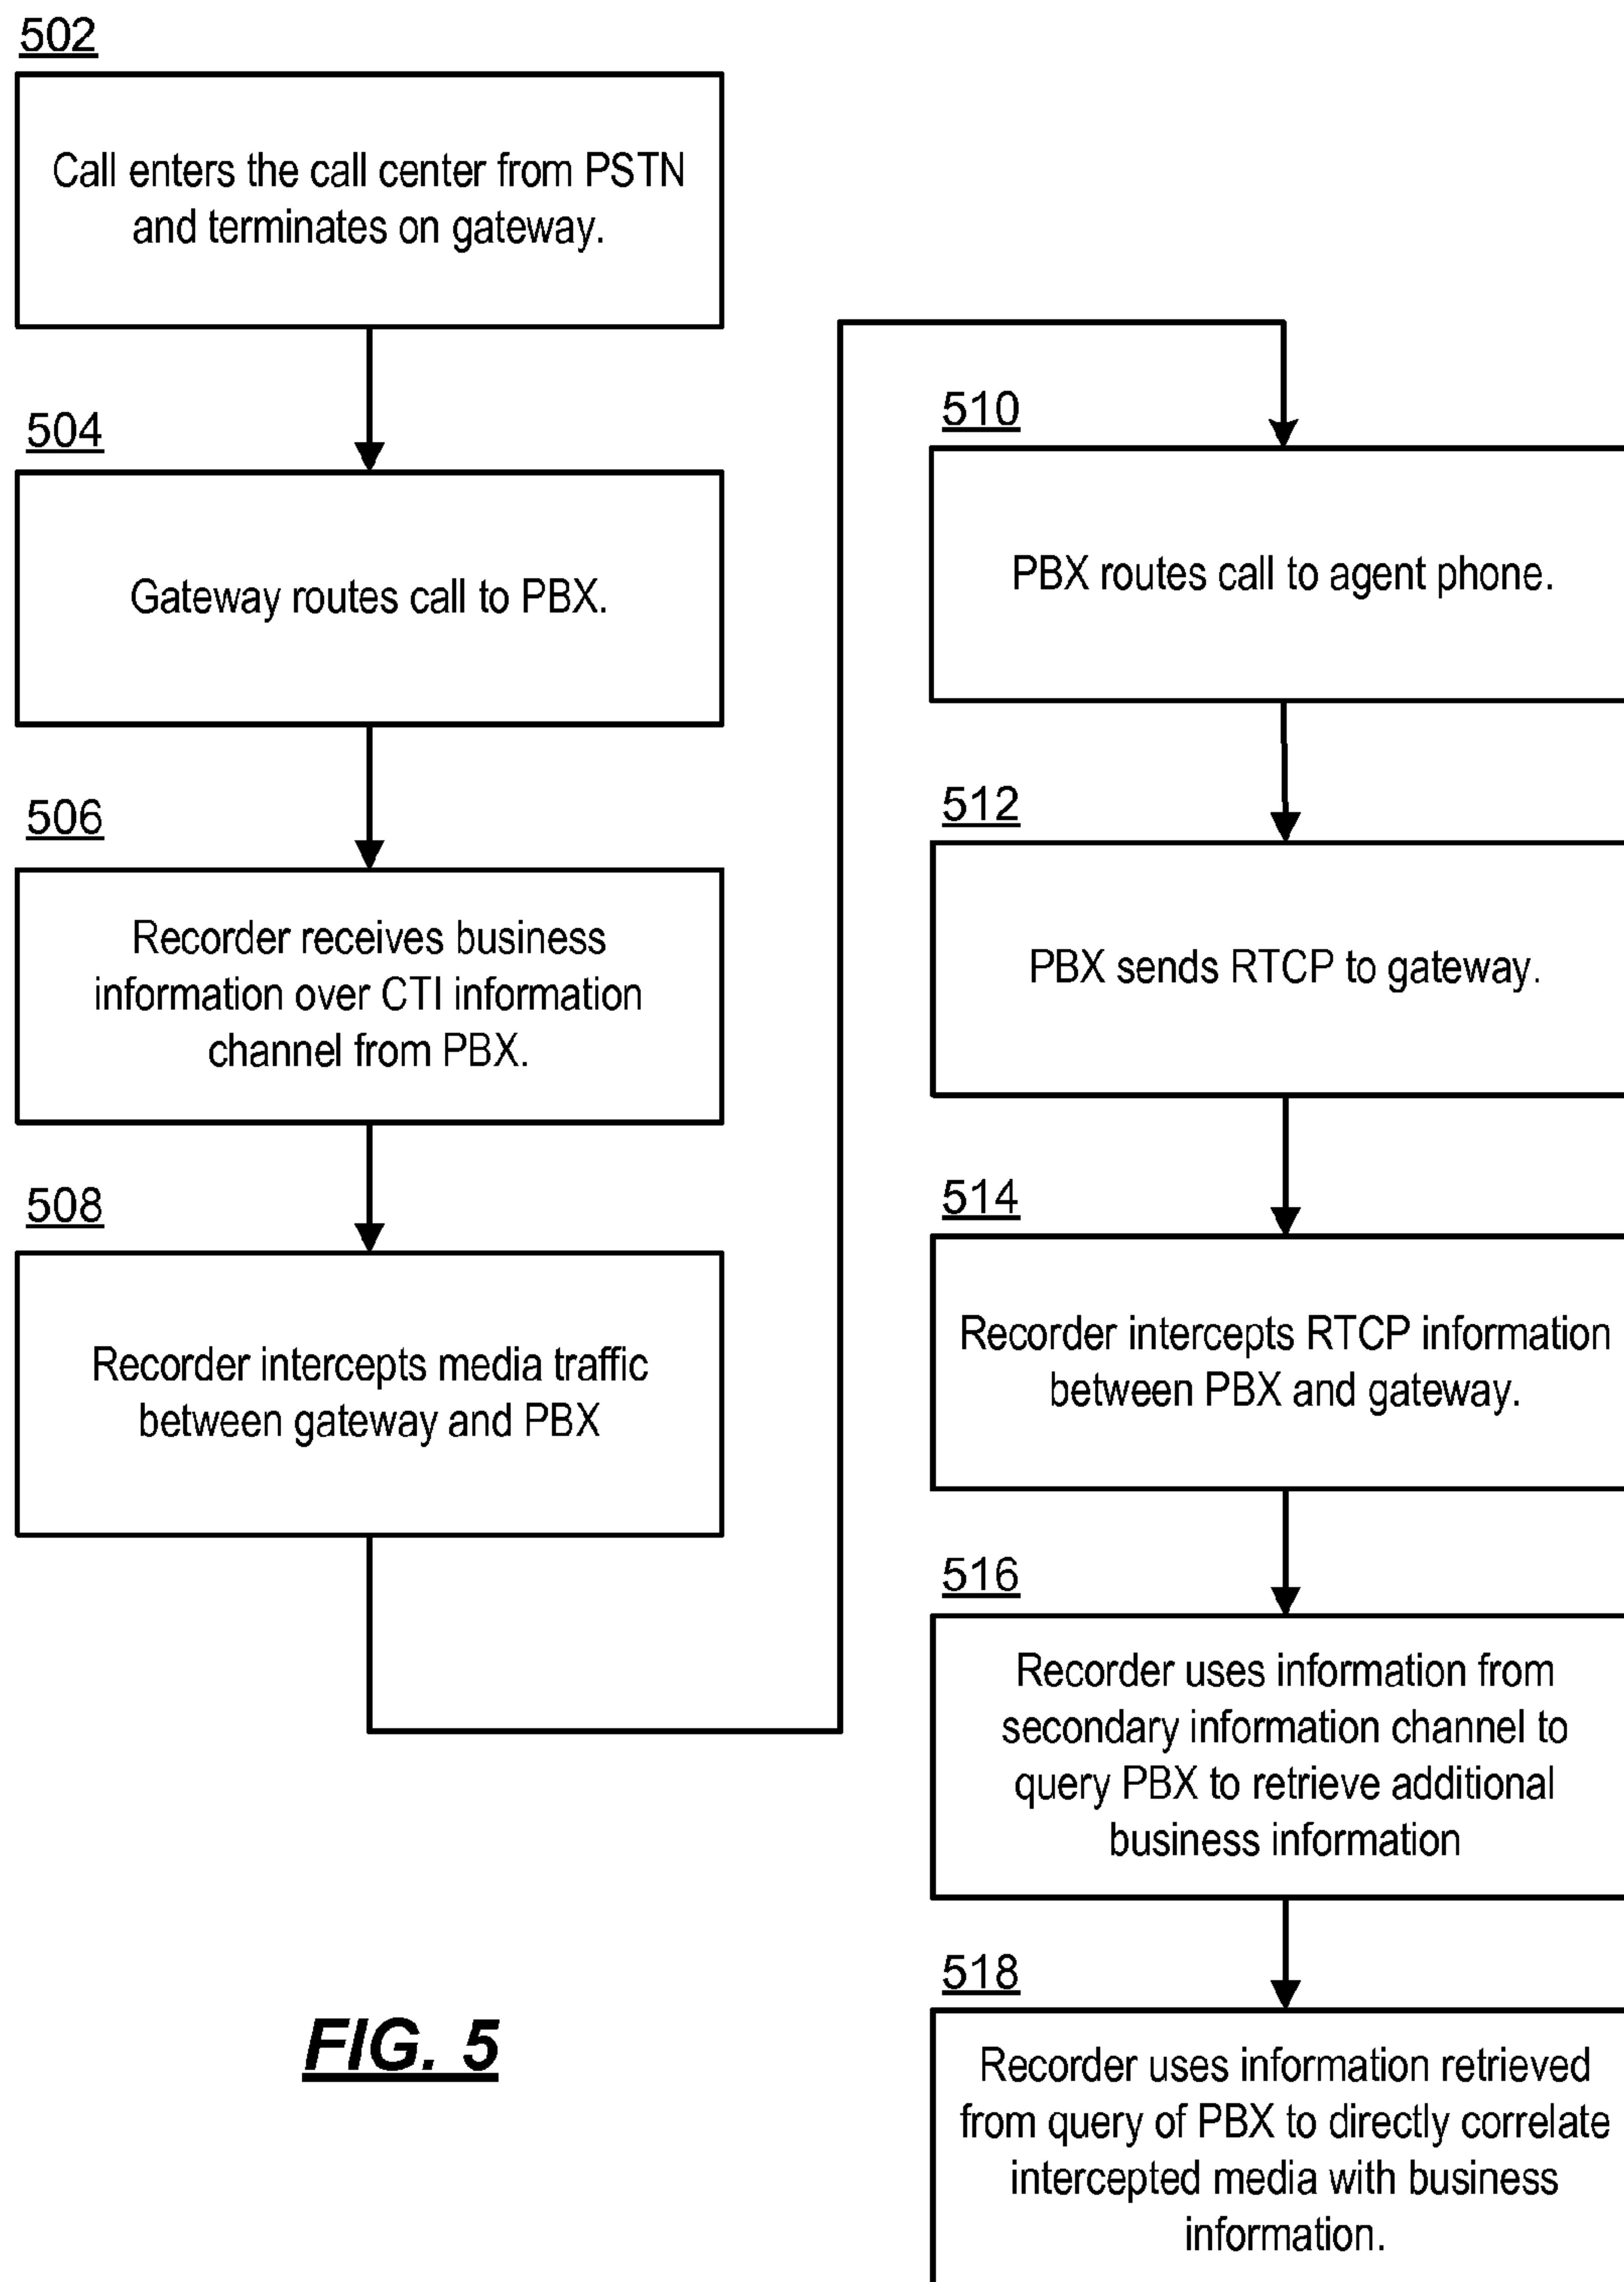 502
Call enters the call center from PSTN
and terminates on gateway.
504
Gateway routes call to PBX.
506
Recorder receives business
information over CTI information
channel from PBX.
508
Recorder intercepts media traffic
between gateway and PBX
510
PBX routes call to agent phone.
512
PBX sends RTCP to gateway.
514
Recorder intercepts RTCP information
between PBX and gateway.
516
Recorder uses information from
secondary information channel to
query PBX to retrieve additional
business information
518
Recorder uses information retrieved
from query of PBX to directly correlate
intercepted media with business
information.
FIG. 5